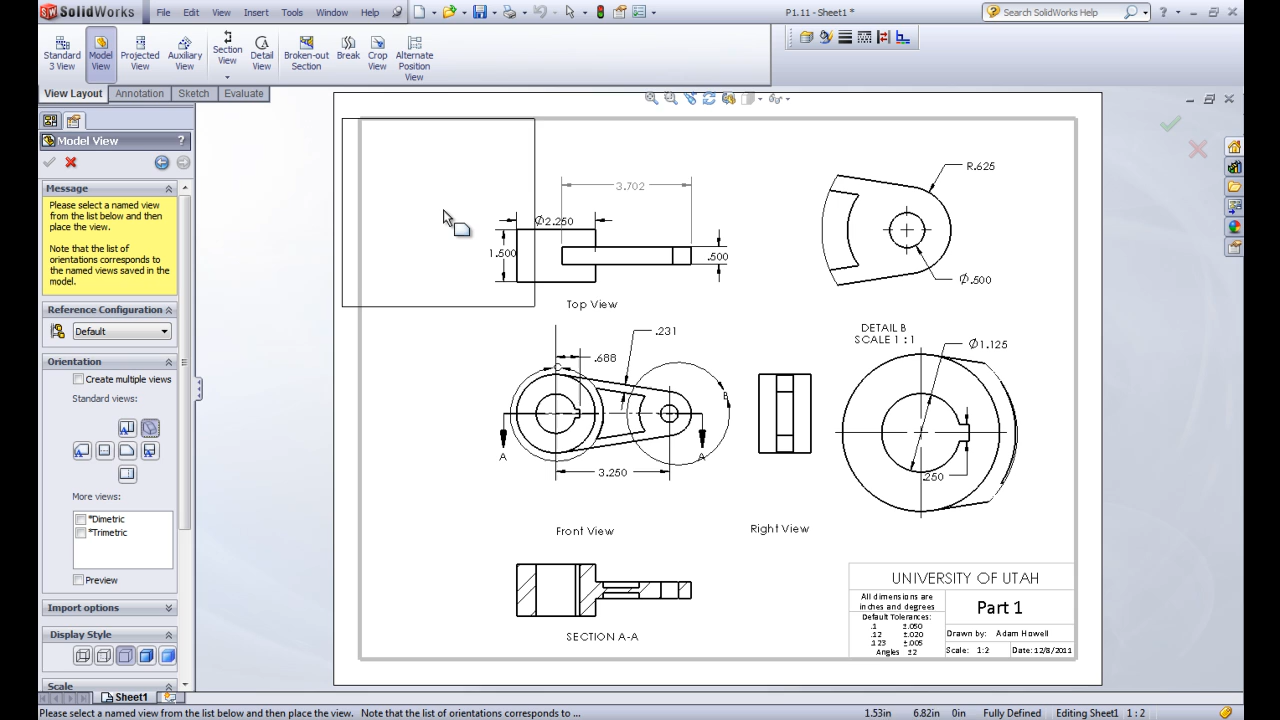 SolidWorks
File
Edit
View
Insert
Tools
Window
Help
P1.11 - Sheet1 *
Search SolidWorks Help
Standard 3 View
Model View
Projected View
Auxiliary View
Section View
Detail View
Broken-out Section
Break
Crop View
Alternate Position View
View Layout
Annotation
Sketch
Evaluate
Model View
?
Message
Please select a named view
from the list below and then
place the view.
Note that the list of
orientations corresponds to
the named views saved in the
model.
Reference Configuration
Default
Orientation
Create multiple views
Standard views:
More views:
*Dimetric
*Trimetric
Preview
Import options
Display Style
Scale
3.702
Ø2.250
1.500
.500
Top View
R.625
Ø.500
DETAIL B
SCALE 1 : 1
.231
.688
C
B
A
A
3.250
Front View
Right View
Ø1.125
.250
SECTION A-A
UNIVERSITY OF UTAH
All dimensions are
inches and degrees
Default Tolerances:
.1 ±.050
.12 ±.020
.123 ±.005
Angles ±2
Part 1
Drawn by: Adam Howell
Scale: 1:2
Date: 12/8/2011
Sheet1
Please select a named view from the list below and then place the view. Note that the list of orientations corresponds to ...
1.53in
6.82in
0in
Fully Defined
Editing Sheet1
1 : 2